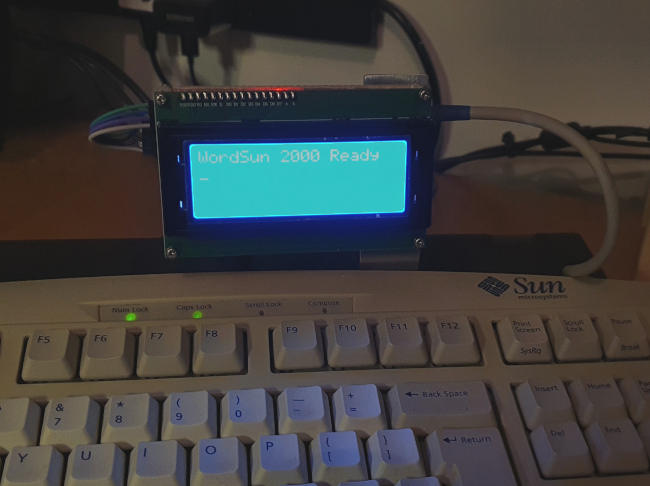 WordSun 2000 Ready
_
Sun
microsystems
Num Lock Caps Lock Scroll Lock Compose
F5 F6 F7 F8 F9 F10 F11 F12 Print Screen SysRq Scroll Lock Pause Break
& 7 * 8 ( 9 ) 0 — - + = ← Back Space Insert Home
Y U I O P { [ } ] Return Del End